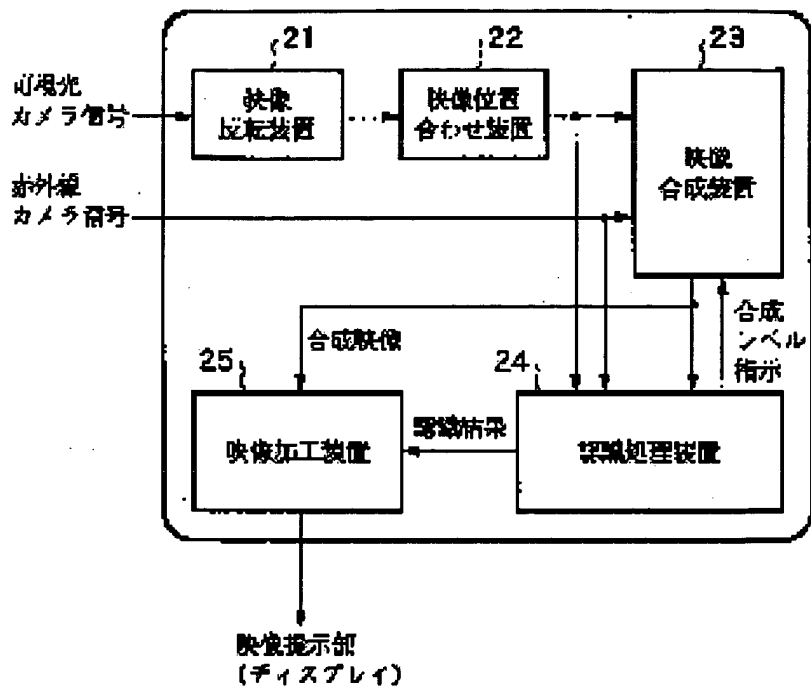 21
22
23
可視光
カメラ信号
映像
反転装置
映像位置
合わせ装置
映像
合成装置
赤外線
カメラ信号
合成映像
合成
レベル
指示
25
24
映像加工装置
認識結果
認識処理装置
映像提示部
(ディスプレイ)